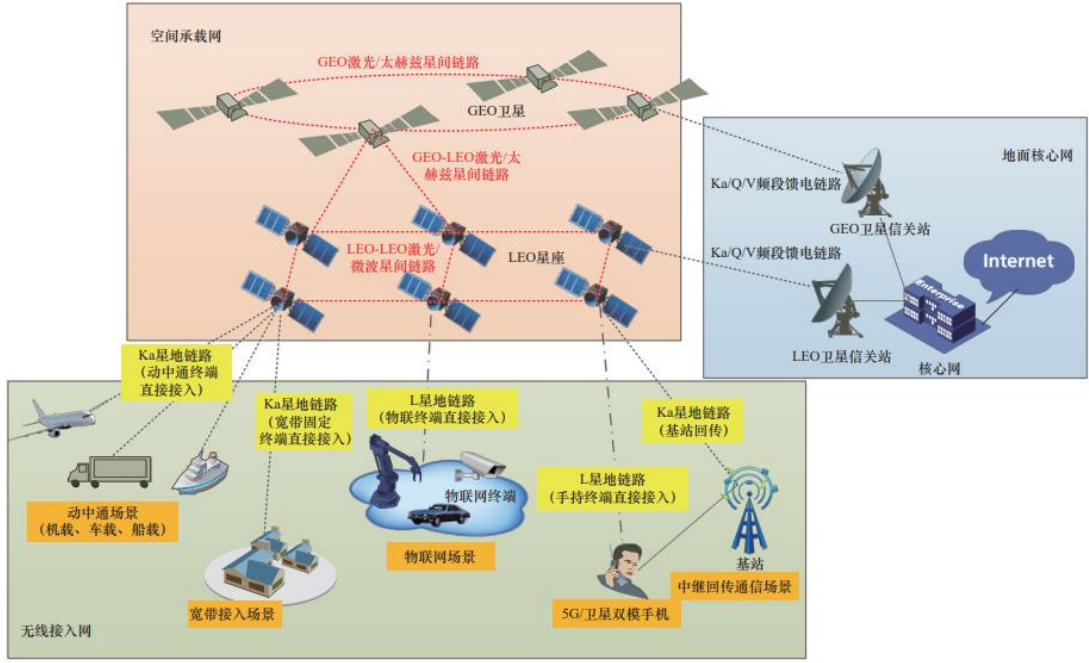 空间承载网
GEO激光/太赫兹星间链路
GEO卫星
GEO-LEO激光/太
赫兹星间链路
LEO-LEO激光/
微波星间链路
LEO星座
地面核心网
Ka/Q/V频段馈电链路
GEO卫星信关站
Ka/Q/V频段馈电链路
Internet
Enterprise
LEO卫星信关站
核心网
Ka星地链路
(动中通终端
直接接入)
Ka星地链路
(宽带固定
终端直接接入)
L星地链路
(物联终端直接接入)
Ka星地链路
(基站回传)
L星地链路
(手持终端直接接入)
物联网终端
动中通场景
(机载、车载、船载)
物联网场景
基站
中继回传通信场景
宽带接入场景
5G/卫星双模手机
无线接入网